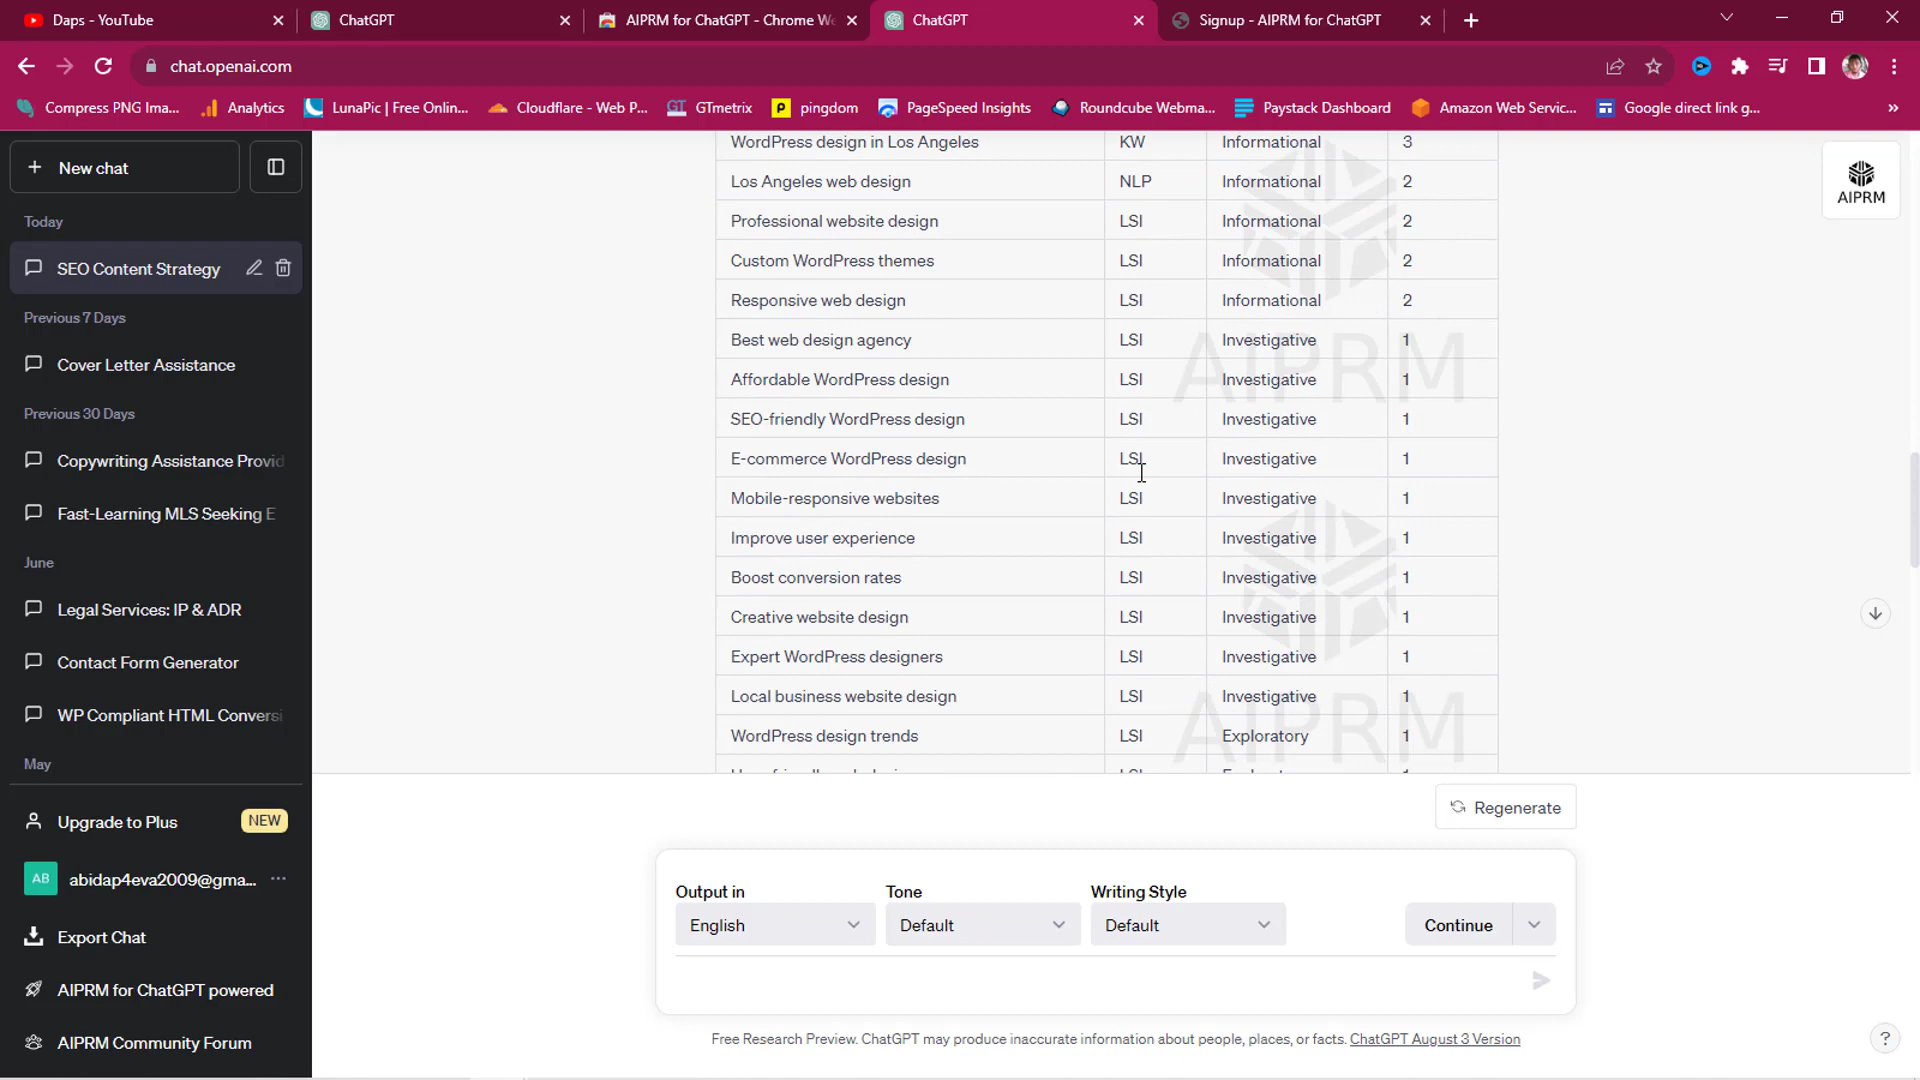 Daps - YouTube
ChatGPT
AIPRM for ChatGPT - Chrome We
ChatGPT
Signup - AIPRM for ChatGPT
chat.openai.com
Compress PNG Ima...
Analytics
LunaPic | Free Onlin...
Cloudflare - Web P...
GTmetrix
pingdom
PageSpeed Insights
Roundcube Webma...
Paystack Dashboard
Amazon Web Servic...
Google direct link g...
New chat
Today
SEO Content Strategy
Previous 7 Days
Cover Letter Assistance
Previous 30 Days
Copywriting Assistance Provid
Fast-Learning MLS Seeking E
June
Legal Services: IP & ADR
Contact Form Generator
WP Compliant HTML Conversi
May
Upgrade to Plus NEW
AB abidap4eva2009@gma... ...
Export Chat
AIPRM for ChatGPT powered
AIPRM Community Forum
WordPress design in Los Angeles KW Informational 3
Los Angeles web design NLP Informational 2
Professional website design LSI Informational 2
Custom WordPress themes LSI Informational 2
Responsive web design LSI Informational 2
Best web design agency LSI Investigative 1
Affordable WordPress design LSI Investigative 1
SEO-friendly WordPress design LSI Investigative 1
E-commerce WordPress design LSI Investigative 1
Mobile-responsive websites LSI Investigative 1
Improve user experience LSI Investigative 1
Boost conversion rates LSI Investigative 1
Creative website design LSI Investigative 1
Expert WordPress designers LSI Investigative 1
Local business website design LSI Investigative 1
WordPress design trends LSI Exploratory 1
AIPRM
AIPRM
AIPRM
Regenerate
Output in
Tone
Writing Style
English
Default
Default
Continue
Free Research Preview. ChatGPT may produce inaccurate information about people, places, or facts. ChatGPT August 3 Version
?